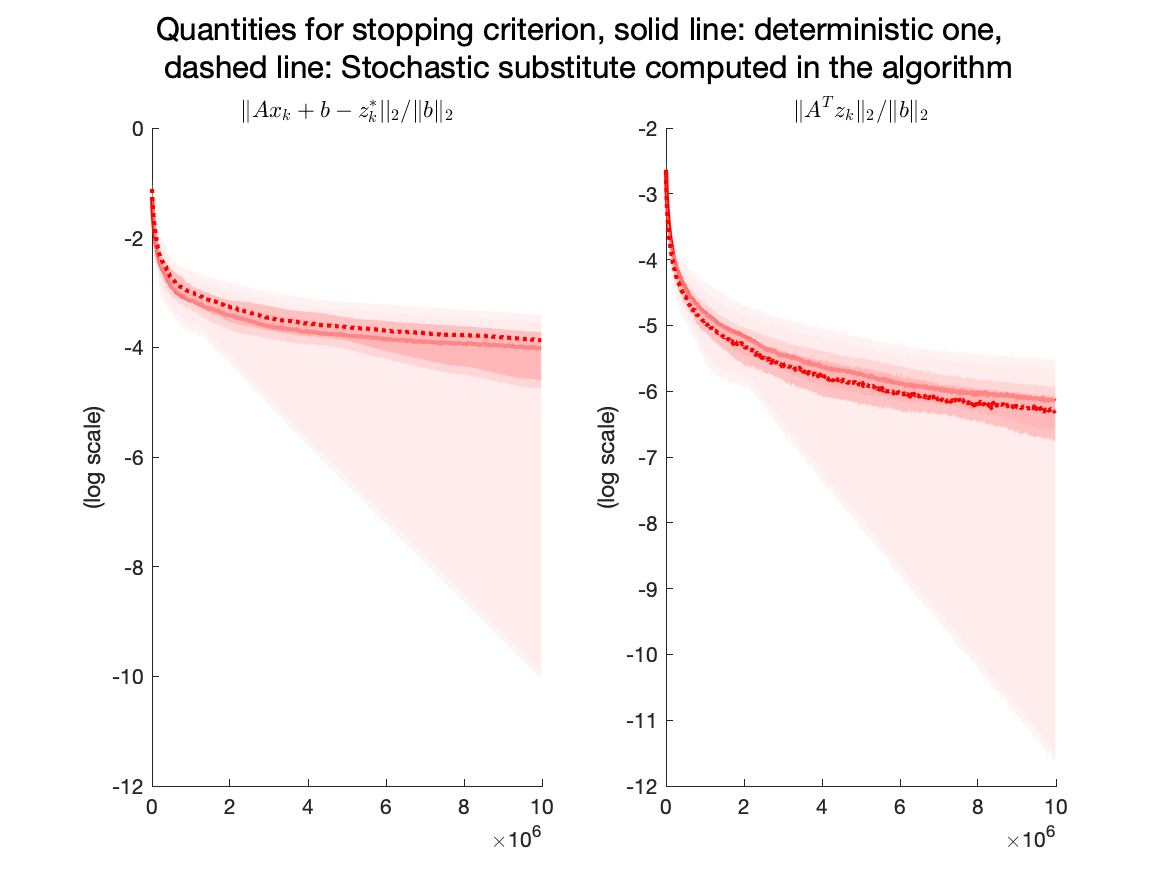 Quantities for stopping criterion, solid line: deterministic one,
dashed line: Stochastic substitute computed in the algorithm
‖Ax_k + b − z_k^*‖_2/‖b‖_2
0
-2
-4
-6
-8
-10
-12
(log scale)
0 2 4 6 8 10
×10^6
‖A^T z_k‖_2/‖b‖_2
-2
-3
-4
-5
-6
-7
-8
-9
-10
-11
-12
(log scale)
0 2 4 6 8 10
×10^6